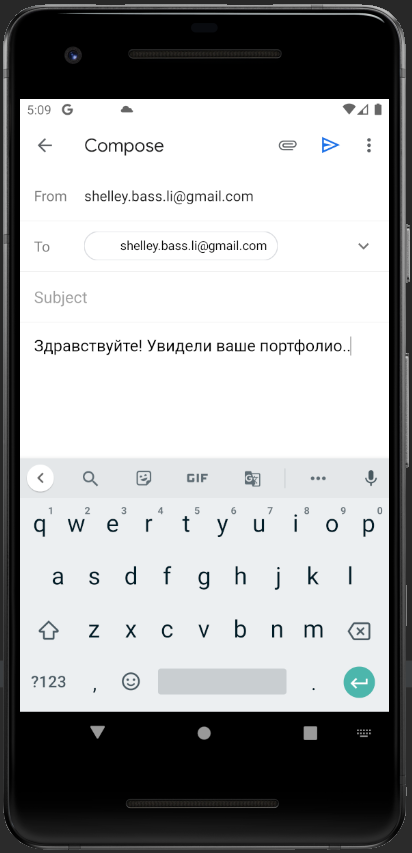 5:09 G
Compose
From shelley.bass.li@gmail.com
To shelley.bass.li@gmail.com
Subject
Здравствуйте! Увидели ваше портфолио..
GIF G
1 2 3 4 5 6 7 8 9 0
q w e r t y u i o p
a s d f g h j k l
z x c v b n m
?123 , .